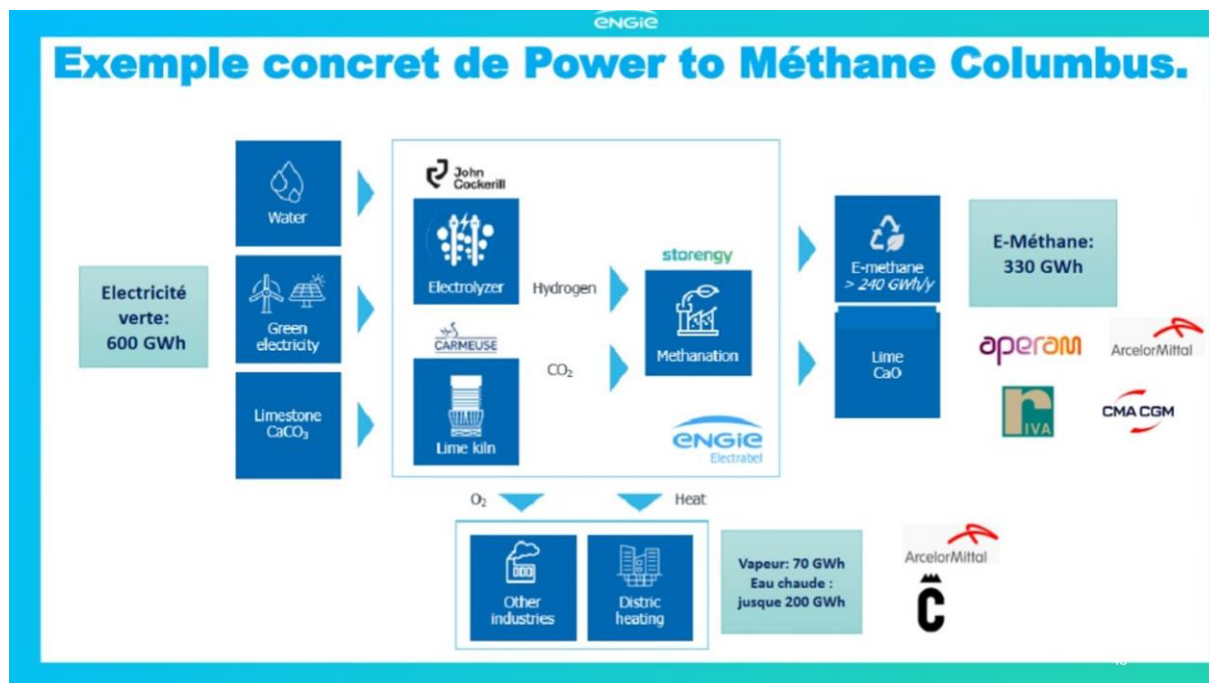 ENGIE
Exemple concret de Power to Méthane Columbus.
Electricité
verte:
600 GWh
Water
Green
electricity
Limestone
CaCO₃
John
Cockerill
Electrolyzer
Hydrogen
CARMEUSE
Lime kiln
CO₂
storengy
Methanation
ENGIE
Electrabel
E-methane
> 240 GWh/y
Lime
CaO
E-Méthane:
330 GWh
aperam
ArcelorMittal
rIVA
CMA CGM
O₂
Heat
Other
industries
Distric
heating
Vapeur: 70 GWh
Eau chaude :
jusque 200 GWh
ArcelorMittal
C